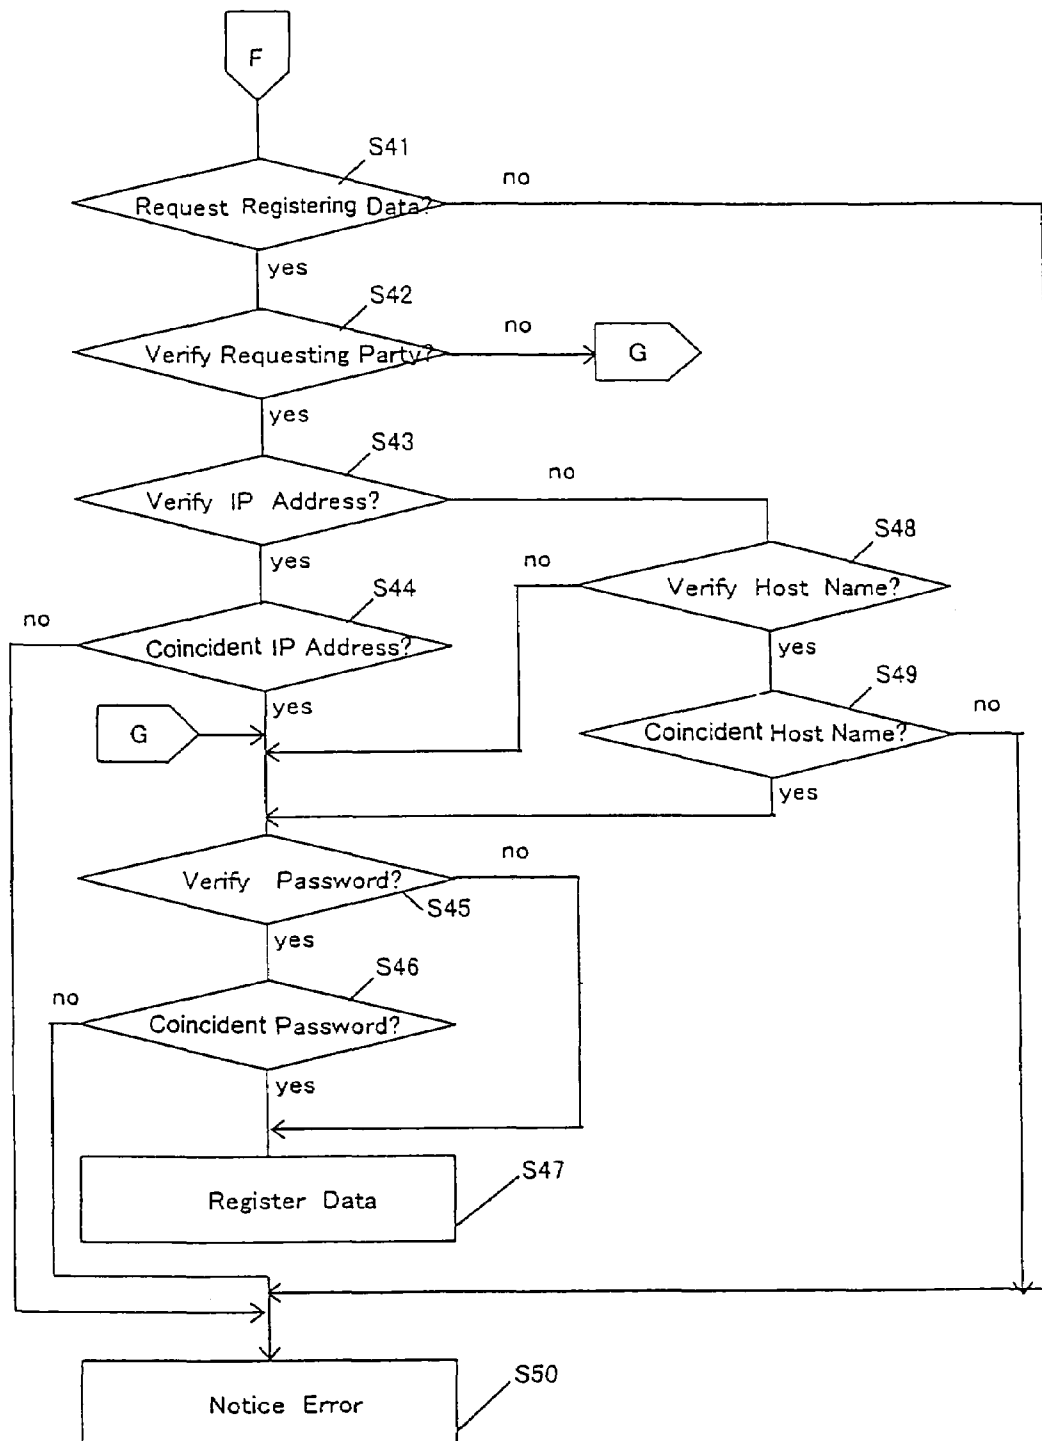 F
S41
no
Request Registering Data?
yes
S42
no
Verify Requesting Party?
G
yes
S43
no
Verify IP Address?
yes
S48
no
Verify Host Name?
S44
no
Coincident IP Address?
yes
S49
yes
no
G
Coincident Host Name?
yes
no
Verify Password?
S45
yes
S46
no
Coincident Password?
yes
S47
Register Data
S50
Notice Error